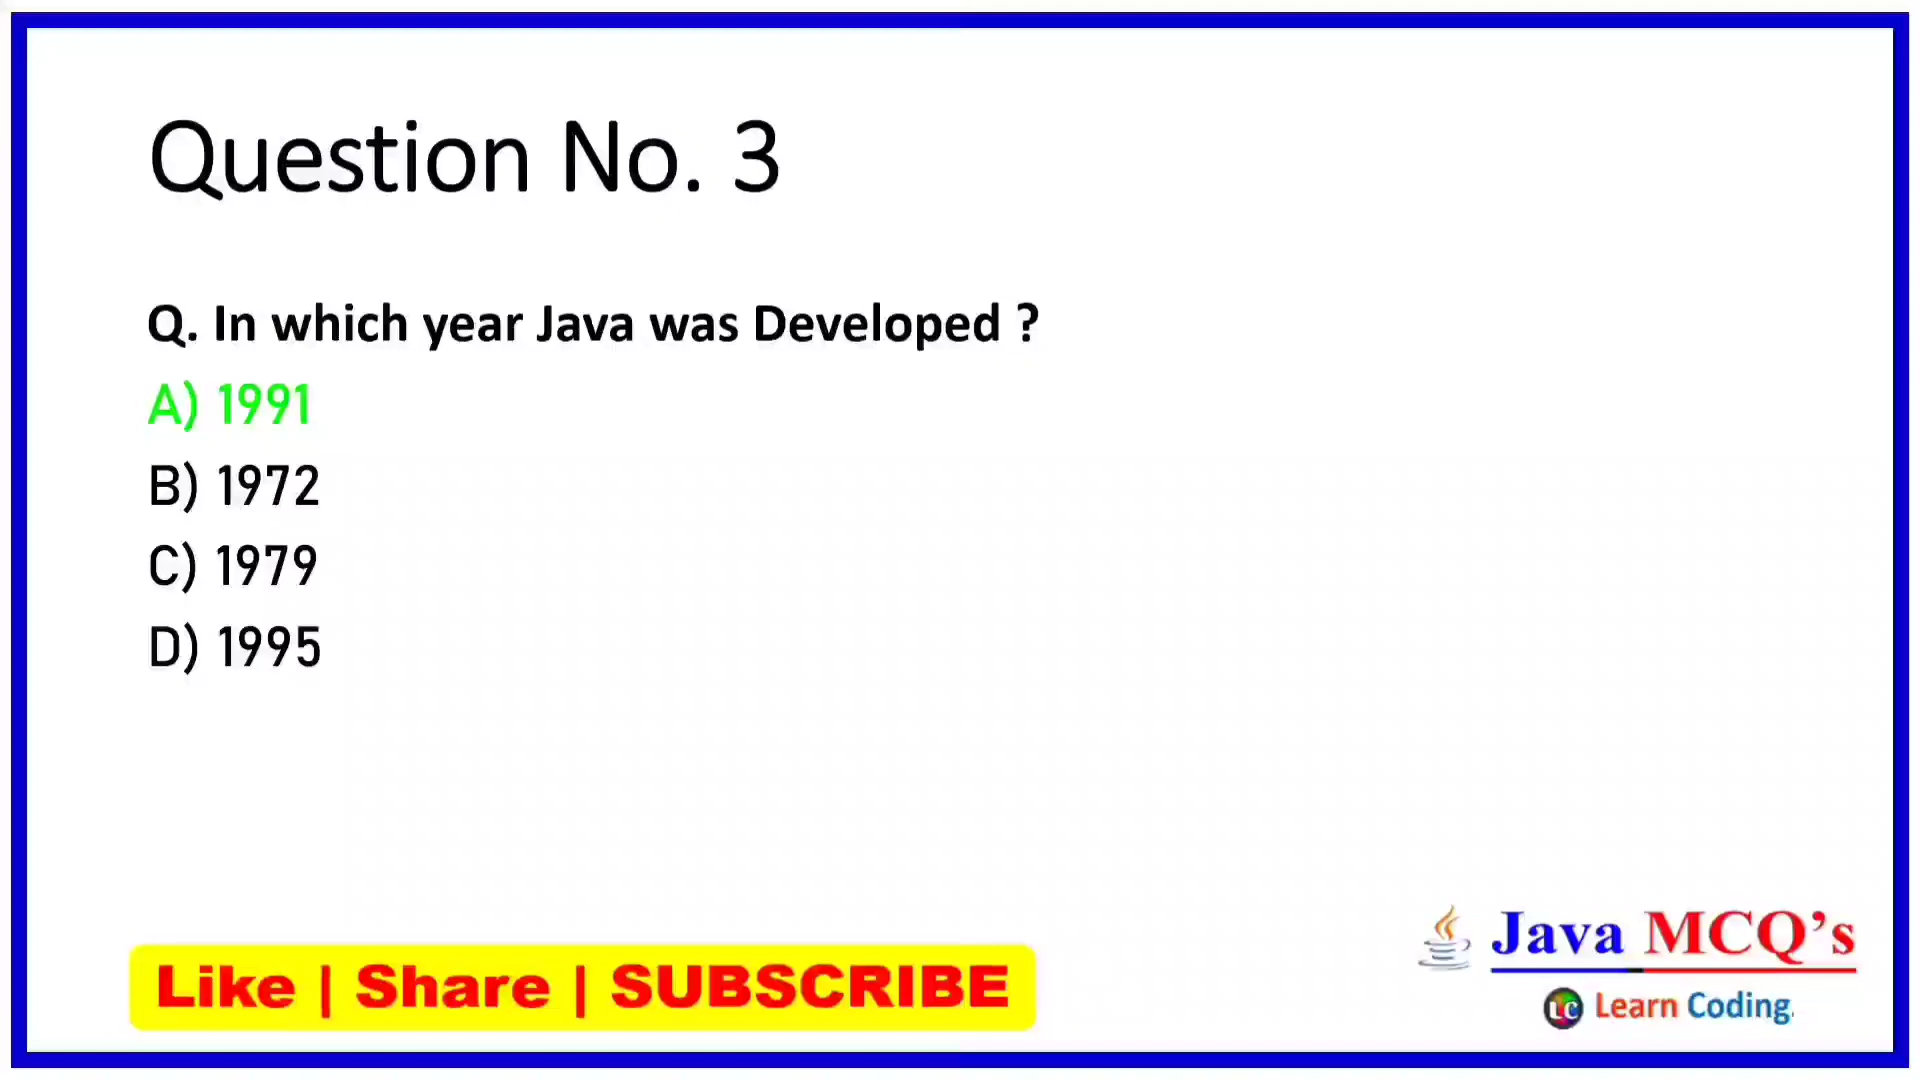 Question No. 3
Q. In which year Java was Developed ?
A) 1991
B) 1972
C) 1979
D) 1995
Like | Share | SUBSCRIBE
Java MCQ's
LC Learn Coding.